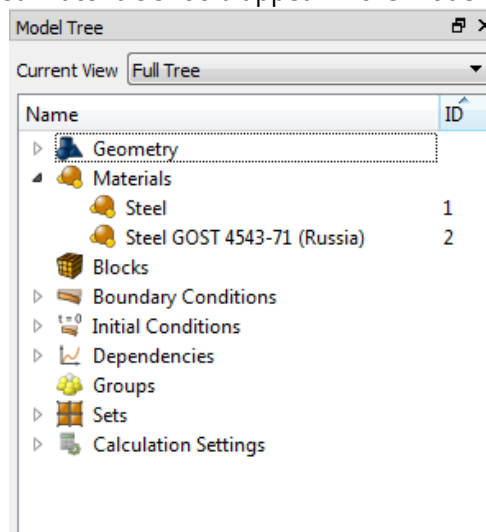 Model Tree
Current View Full Tree
Name ID
Geometry
Materials
Steel 1
Steel GOST 4543-71 (Russia) 2
Blocks
Boundary Conditions
t=0 Initial Conditions
Dependencies
Groups
Sets
Calculation Settings